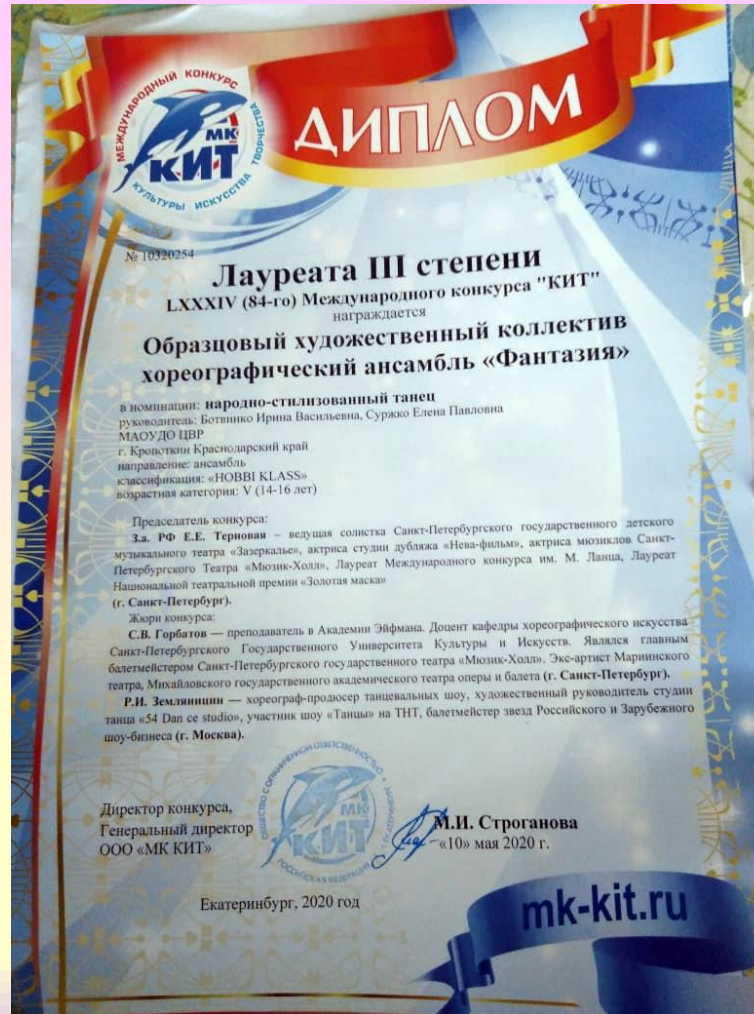 МЕЖДУНАРОДНЫЙ КОНКУРС
МК
КИТ
КУЛЬТУРЫ ИСКУССТВА ТВОРЧЕСТВА
ДИПЛОМ
№ 10320254
Лауреата III степени
LXXXIV (84-го) Международного конкурса "КИТ"
награждается
Образцовый художественный коллектив
хореографический ансамбль «Фантазия»
в номинации: народно-стилизованный танец
руководитель: Ботвинко Ирина Васильевна, Суржко Елена Павловна
МАОУДО ЦВР
г. Кропоткин Краснодарский край
направление: ансамбль
классификация: «HOBBI KLASS»
возрастная категория: V (14-16 лет)
Председатель конкурса:
З.а. РФ Е.Е. Терновая – ведущая солистка Санкт-Петербургского государственного детского
музыкального театра «Зазеркалье», актриса студии дубляжа «Нева-фильм», актриса мюзиклов Санкт-
Петербургского Театра «Мюзик-Холл», Лауреат Международного конкурса им. М. Ланца, Лауреат
Национальной театральной премии «Золотая маска»
(г. Санкт-Петербург).
Жюри конкурса:
С.В. Горбатов — преподаватель в Академии Эйфмана. Доцент кафедры хореографического искусства
Санкт-Петербургского Государственного Университета Культуры и Искусств. Являлся главным
балетмейстером Санкт-Петербургского государственного театра «Мюзик-Холл». Экс-артист Мариинского
театра, Михайловского государственного академического театра оперы и балета (г. Санкт-Петербург).
Р.И. Земляницин — хореограф-продюсер танцевальных шоу, художественный руководитель студии
танца «54 Dan ce studio», участник шоу «Танцы» на ТНТ, балетмейстер звезд Российского и Зарубежного
шоу-бизнеса (г. Москва).
ОБЩЕСТВО С ОГРАНИЧЕННОЙ ОТВЕТСТВЕННОСТЬЮ
МК
КИТ
РОССИЙСКАЯ ФЕДЕРАЦИЯ
Директор конкурса,
Генеральный директор
ООО «МК КИТ»
М.И. Строганова
«10» мая 2020 г.
Екатеринбург, 2020 год
mk-kit.ru